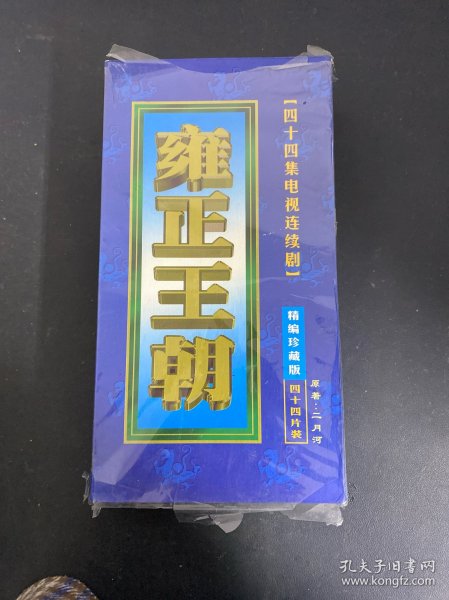 雍正王朝
【四十四集电视连续剧】
精编珍藏版
四十四片装
原著:二月河
孔夫子旧书网
www.kongfz.com